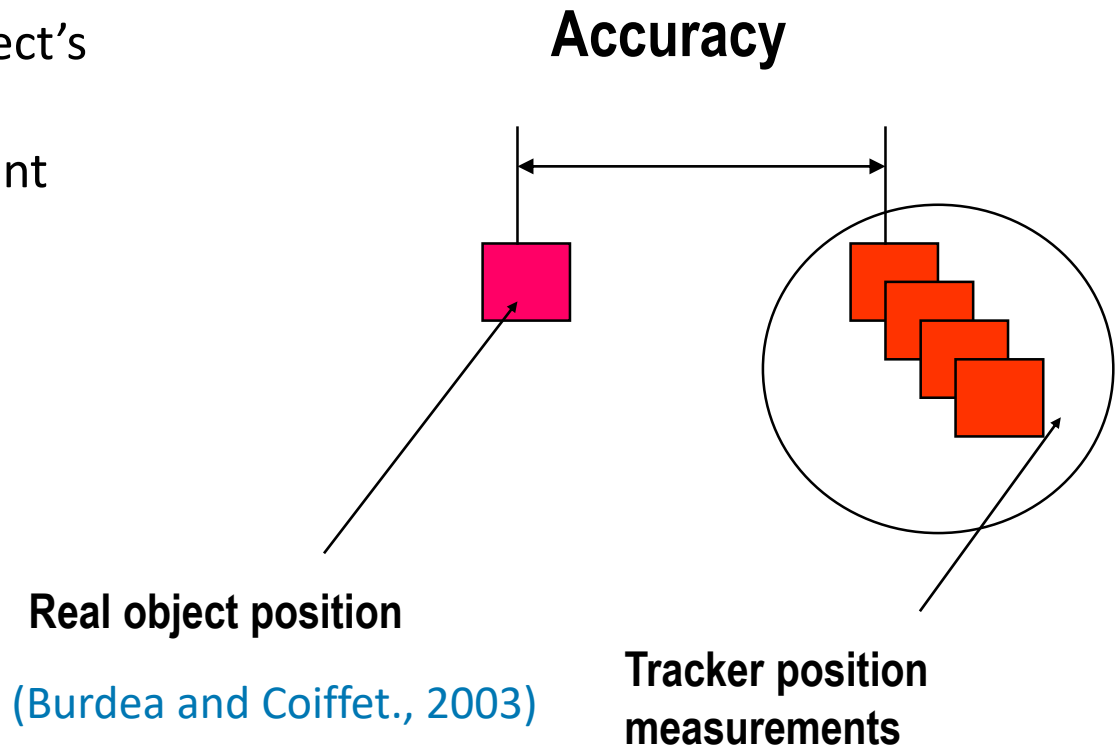 ect's
nt
Accuracy
Real object position
(Burdea and Coiffet., 2003)
Tracker position
measurements